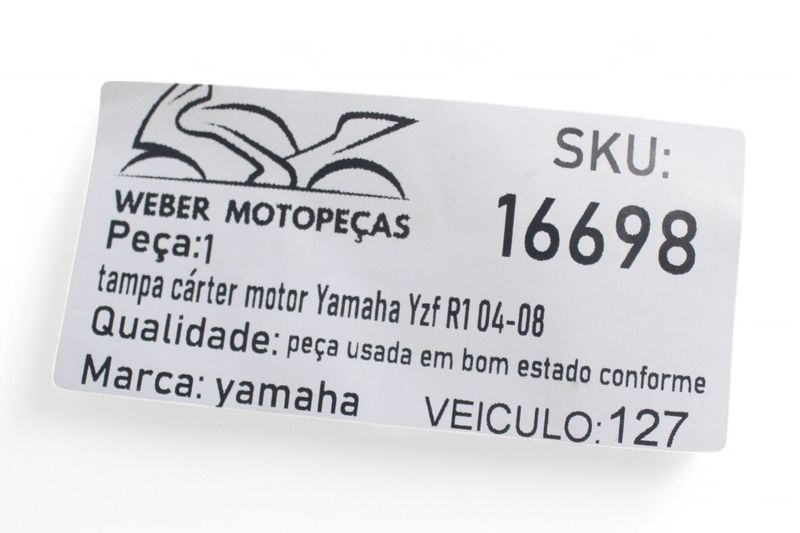 WEBER MOTOPEÇAS
SKU:
16698
Peça:1
tampa cárter motor Yamaha Yzf R1 04-08
Qualidade: peça usada em bom estado conforme
Marca: yamaha
VEICULO: 127